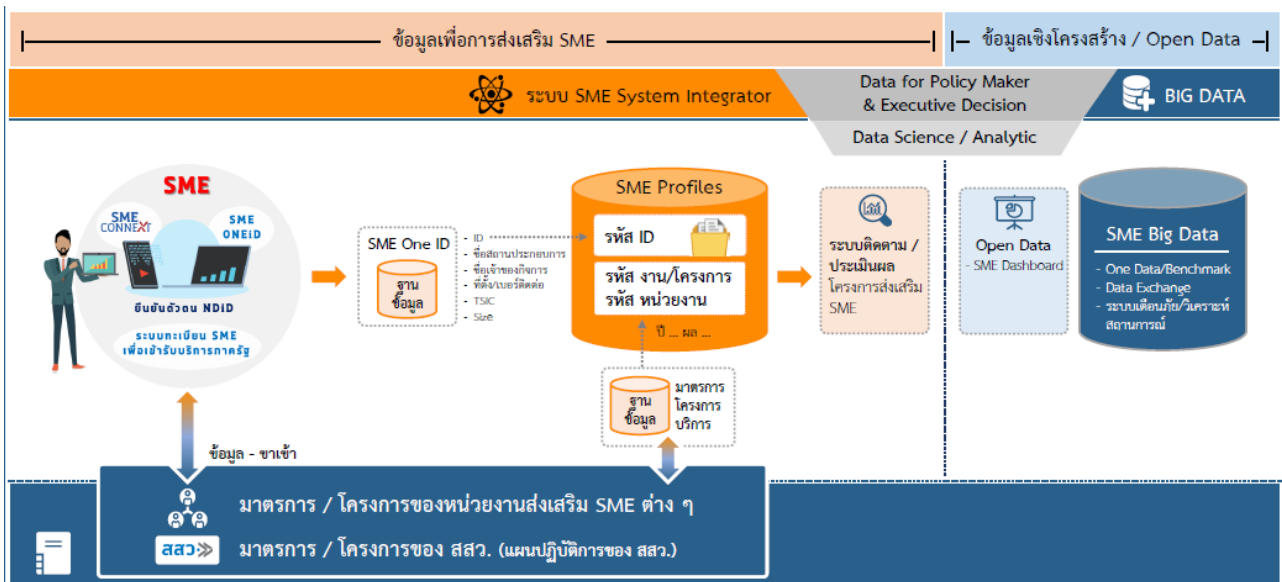 ข้อมูลเพื่อการส่งเสริม SME
ข้อมูลเชิงโครงสร้าง / Open Data
ระบบ SME System Integrator
Data for Policy Maker
& Executive Decision
Data Science / Analytic
BIG DATA
SME
SME
CONNEXT
SME
ONEiD
ยืนยันตัวตน NDiD
ระบบทะเบียน SME
เพื่อเข้ารับบริการภาครัฐ
SME One ID
ฐาน
ข้อมูล
- ID
- ชื่อสถานประกอบการ
- ชื่อเจ้าของกิจการ
- ที่ตั้ง/เบอร์ติดต่อ
- TSIC
- Size
SME Profiles
รหัส ID
รหัส งาน/โครงการ
รหัส หน่วยงาน
ปี ... ผล ...
ฐาน
ข้อมูล
มาตรการ
โครงการ
บริการ
ระบบติดตาม /
ประเมินผล
โครงการส่งเสริม
SME
Open Data
- SME Dashboard
SME Big Data
- One Data/Benchmark
- Data Exchange
- ระบบเตือนภัย/วิเคราะห์
สถานการณ์
ข้อมูล - ขาเข้า
มาตรการ / โครงการของหน่วยงานส่งเสริม SME ต่าง ๆ
สสว
มาตรการ / โครงการของ สสว. (แผนปฏิบัติการของ สสว.)